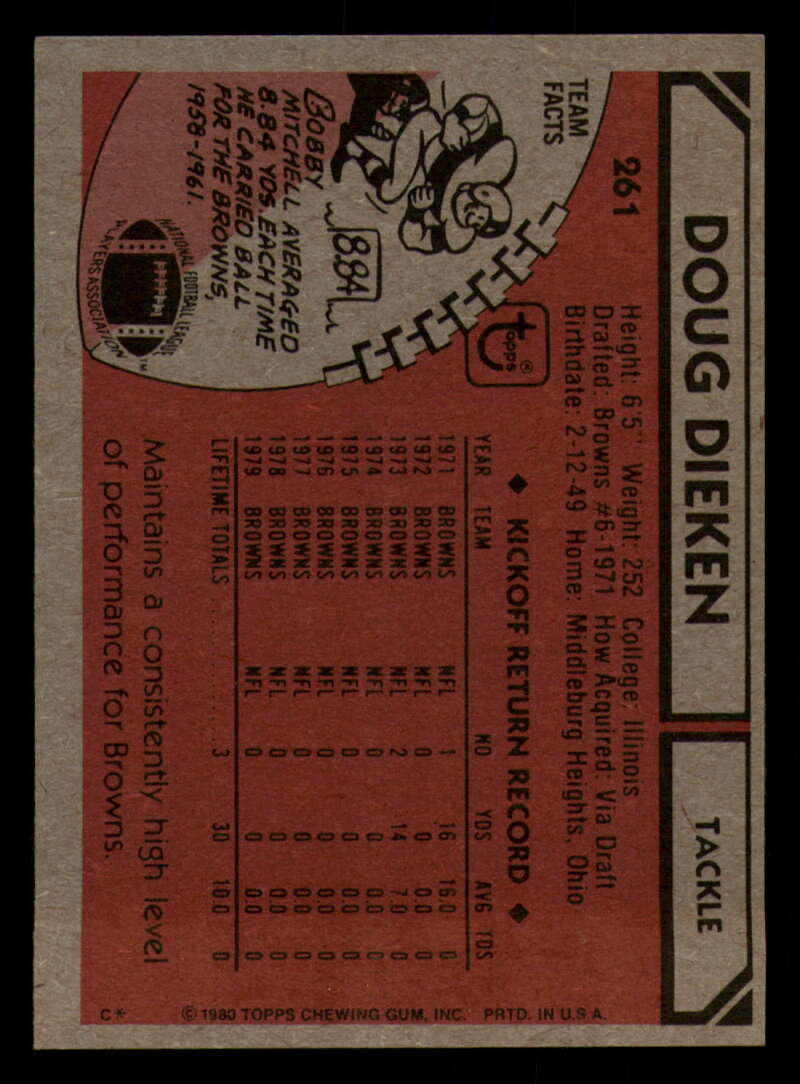 DOUG DIEKEN
TACKLE
261
Height: 6'5" Weight: 252 College: Illinois
Drafted: Browns #6-1971 How Acquired: Via Draft
Birthdate: 2-12-49 Home: Middleburg Heights, Ohio
topps®
TEAM
FACTS
8.84
BOBBY
MITCHELL AVERAGED
8.84 YDS. EACH TIME
HE CARRIED BALL
FOR THE BROWNS,
1958-1961.
NATIONAL FOOTBALL LEAGUE
PLAYERS ASSOCIATION
NFLPA
TM
◆ KICKOFF RETURN RECORD ◆
YEAR TEAM NO YDS AVG TDS
1971 BROWNS NFL 1 16 16.0 0
1972 BROWNS NFL 0 0 0.0 0
1973 BROWNS NFL 2 14 7.0 0
1974 BROWNS NFL 0 0 0.0 0
1975 BROWNS NFL 0 0 0.0 0
1976 BROWNS NFL 0 0 0.0 0
1977 BROWNS NFL 0 0 0.0 0
1978 BROWNS NFL 0 0 0.0 0
1979 BROWNS NFL 0 0 0.0 0
LIFETIME TOTALS 3 30 10.0 0
Maintains a consistently high level
of performance for Browns.
C* © 1980 TOPPS CHEWING GUM, INC. PRTD. IN U.S.A.